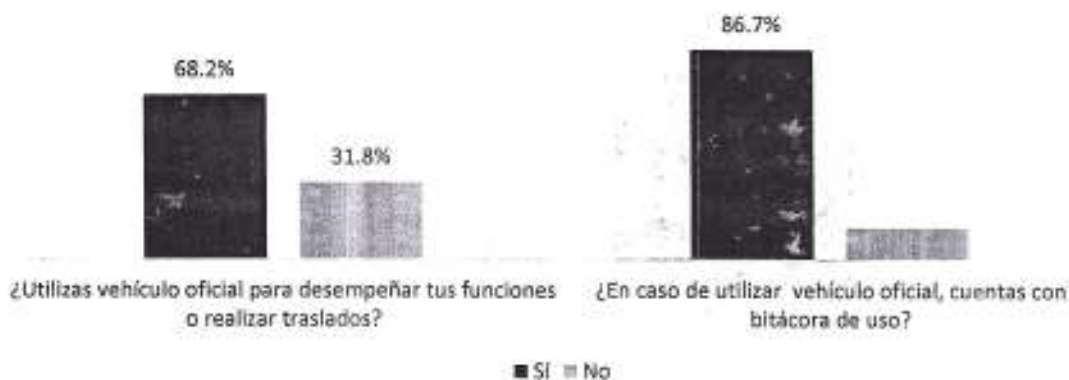 86.7%
68.2%
31.8%
¿Utilizas vehículo oficial para desempeñar tus funciones
o realizar traslados?
¿En caso de utilizar vehículo oficial, cuentas con
bitácora de uso?
Sí No